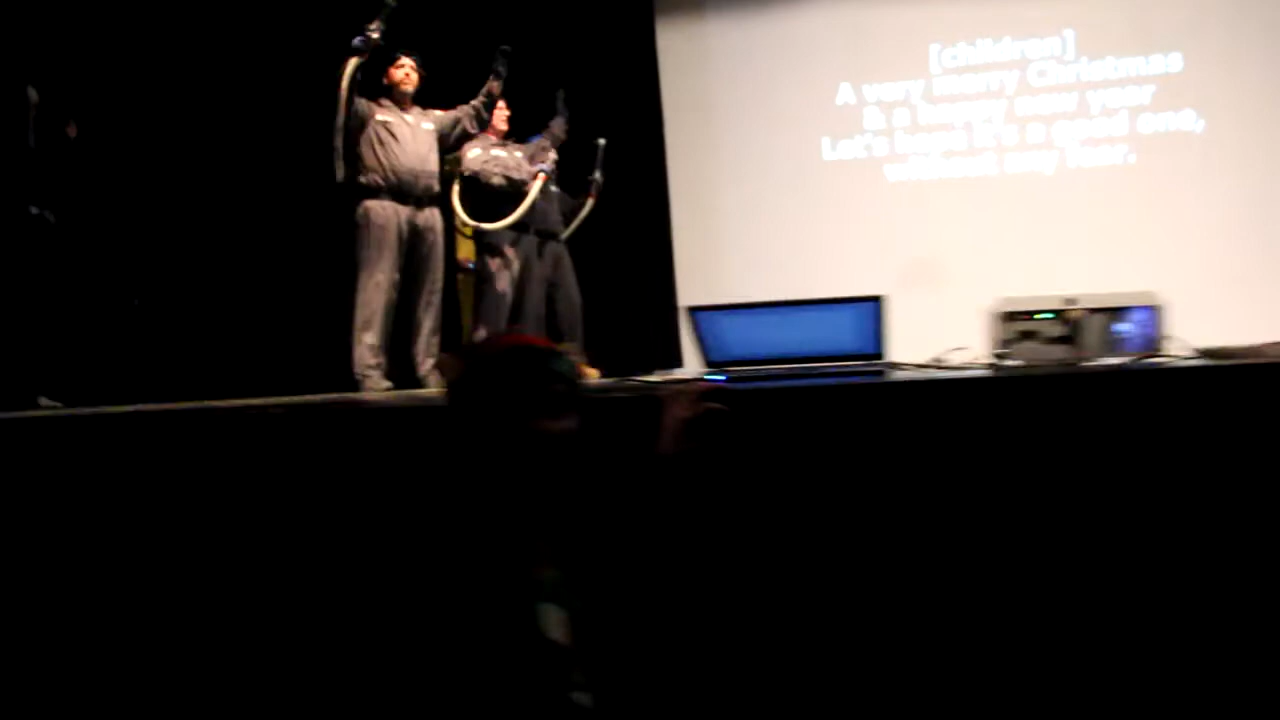 [children]
A very merry Christmas
& a happy new year
Let's hope it's a good one,
without any fear.